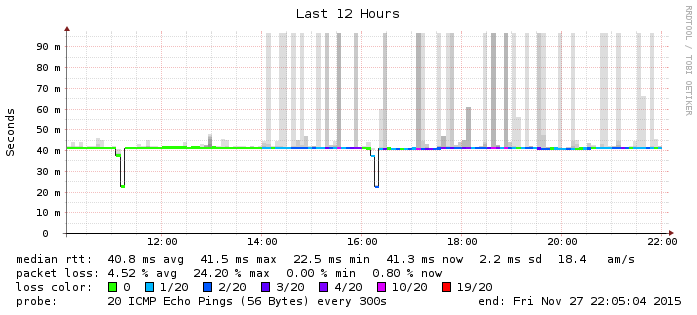 Last 12 Hours
RRDTOOL / TOBI OETIKER
Seconds
90 m
80 m
70 m
60 m
50 m
40 m
30 m
20 m
10 m
0
12:00 14:00 16:00 18:00 20:00 22:00
median rtt: 40.8 ms avg 41.5 ms max 22.5 ms min 41.3 ms now 2.2 ms sd 18.4 am/s
packet loss: 4.52 % avg 24.20 % max 0.00 % min 0.80 % now
loss color: 0 1/20 2/20 3/20 4/20 10/20 19/20
probe: 20 ICMP Echo Pings (56 Bytes) every 300s end: Fri Nov 27 22:05:04 2015